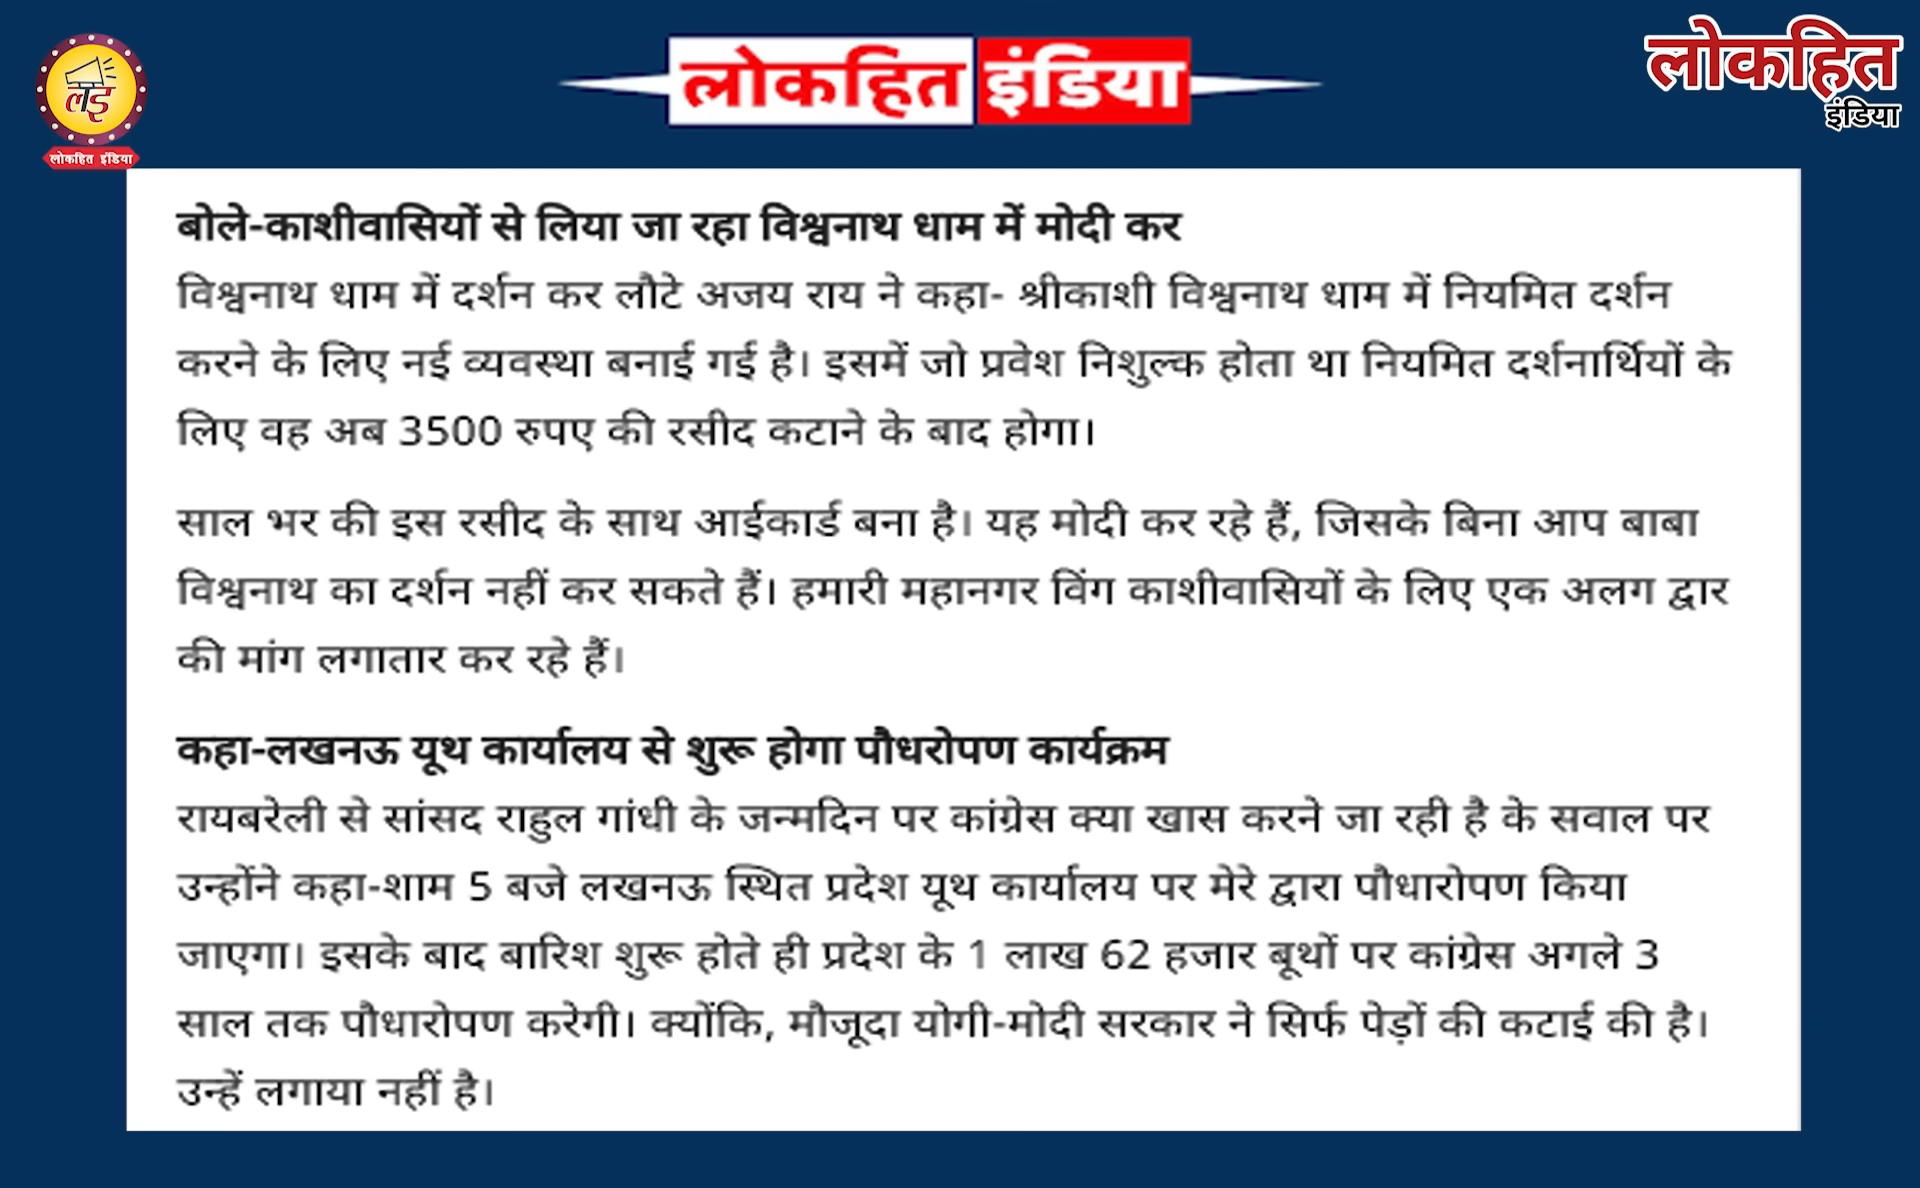 लोकहित इंडिया
लोकहित
इंडिया
लइ
लोकहित इंडिया
बोले-काशीवासियों से लिया जा रहा विश्वनाथ धाम में मोदी कर
विश्वनाथ धाम में दर्शन कर लौटे अजय राय ने कहा- श्रीकाशी विश्वनाथ धाम में नियमित दर्शन
करने के लिए नई व्यवस्था बनाई गई है। इसमें जो प्रवेश निशुल्क होता था नियमित दर्शनार्थियों के
लिए वह अब 3500 रुपए की रसीद कटाने के बाद होगा।
साल भर की इस रसीद के साथ आईकार्ड बना है। यह मोदी कर रहे हैं, जिसके बिना आप बाबा
विश्वनाथ का दर्शन नहीं कर सकते हैं। हमारी महानगर विंग काशीवासियों के लिए एक अलग द्वार
की मांग लगातार कर रहे हैं।
कहा-लखनऊ यूथ कार्यालय से शुरू होगा पौधरोपण कार्यक्रम
रायबरेली से सांसद राहुल गांधी के जन्मदिन पर कांग्रेस क्या खास करने जा रही है के सवाल पर
उन्होंने कहा-शाम 5 बजे लखनऊ स्थित प्रदेश यूथ कार्यालय पर मेरे द्वारा पौधारोपण किया
जाएगा। इसके बाद बारिश शुरू होते ही प्रदेश के 1 लाख 62 हजार बूथों पर कांग्रेस अगले 3
साल तक पौधारोपण करेगी। क्योंकि, मौजूदा योगी-मोदी सरकार ने सिर्फ पेड़ों की कटाई की है।
उन्हें लगाया नहीं है।